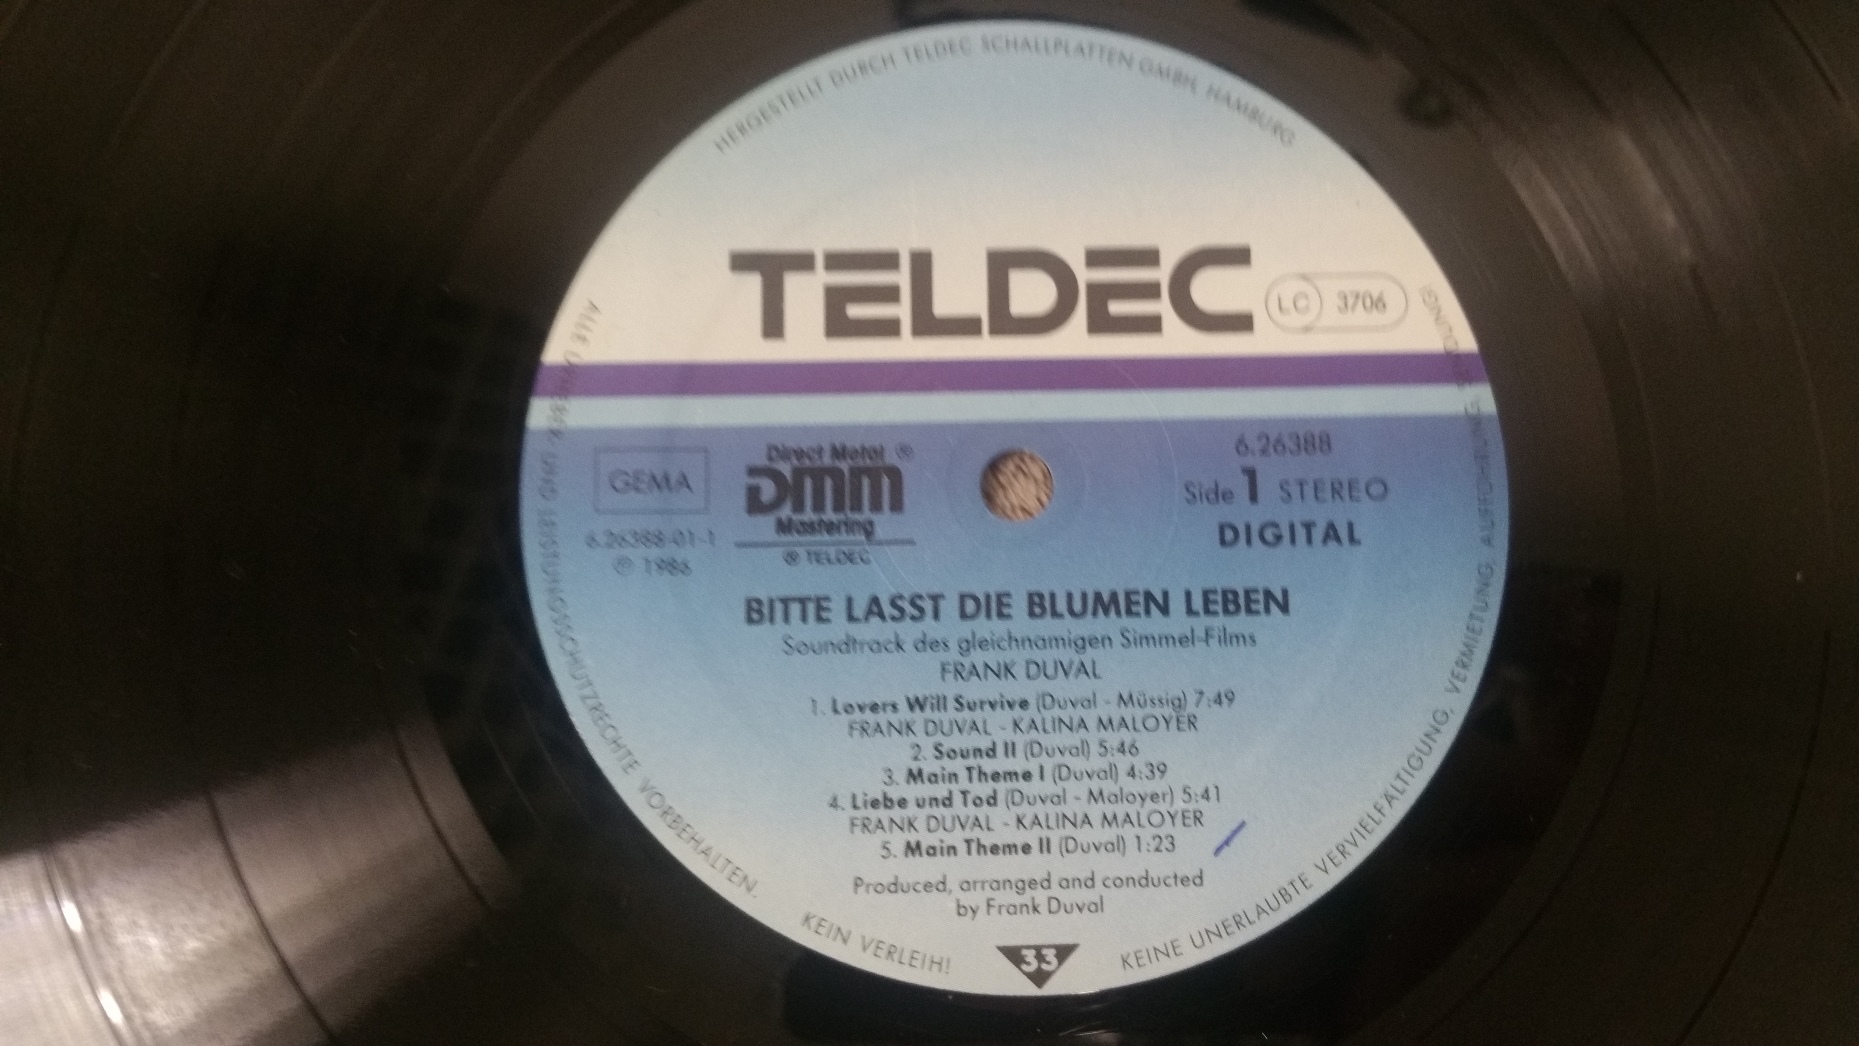 HERGESTELLT DURCH TELDEC SCHALLPLATTEN GMBH, HAMBURG
TELDEC
LC 3706
GEMA
Direct Metal ®
DMM
Mastering
® TELDEC
6.26388-01-1
℗ 1986
6.26388
Side 1 STEREO
DIGITAL
BITTE LASST DIE BLUMEN LEBEN
Soundtrack des gleichnamigen Simmel-Films
FRANK DUVAL
1. Lovers Will Survive (Duval - Müssig) 7:49
FRANK DUVAL - KALINA MALOYER
2. Sound II (Duval) 5:46
3. Main Theme I (Duval) 4:39
4. Liebe und Tod (Duval - Maloyer) 5:41
FRANK DUVAL - KALINA MALOYER
5. Main Theme II (Duval) 1:23
Produced, arranged and conducted
by Frank Duval
33
ALLE URHEBER- UND LEISTUNGSSCHUTZRECHTE VORBEHALTEN.
KEIN VERLEIH!
KEINE UNERLAUBTE VERVIELFÄLTIGUNG, VERMIETUNG, AUFFÜHRUNG,